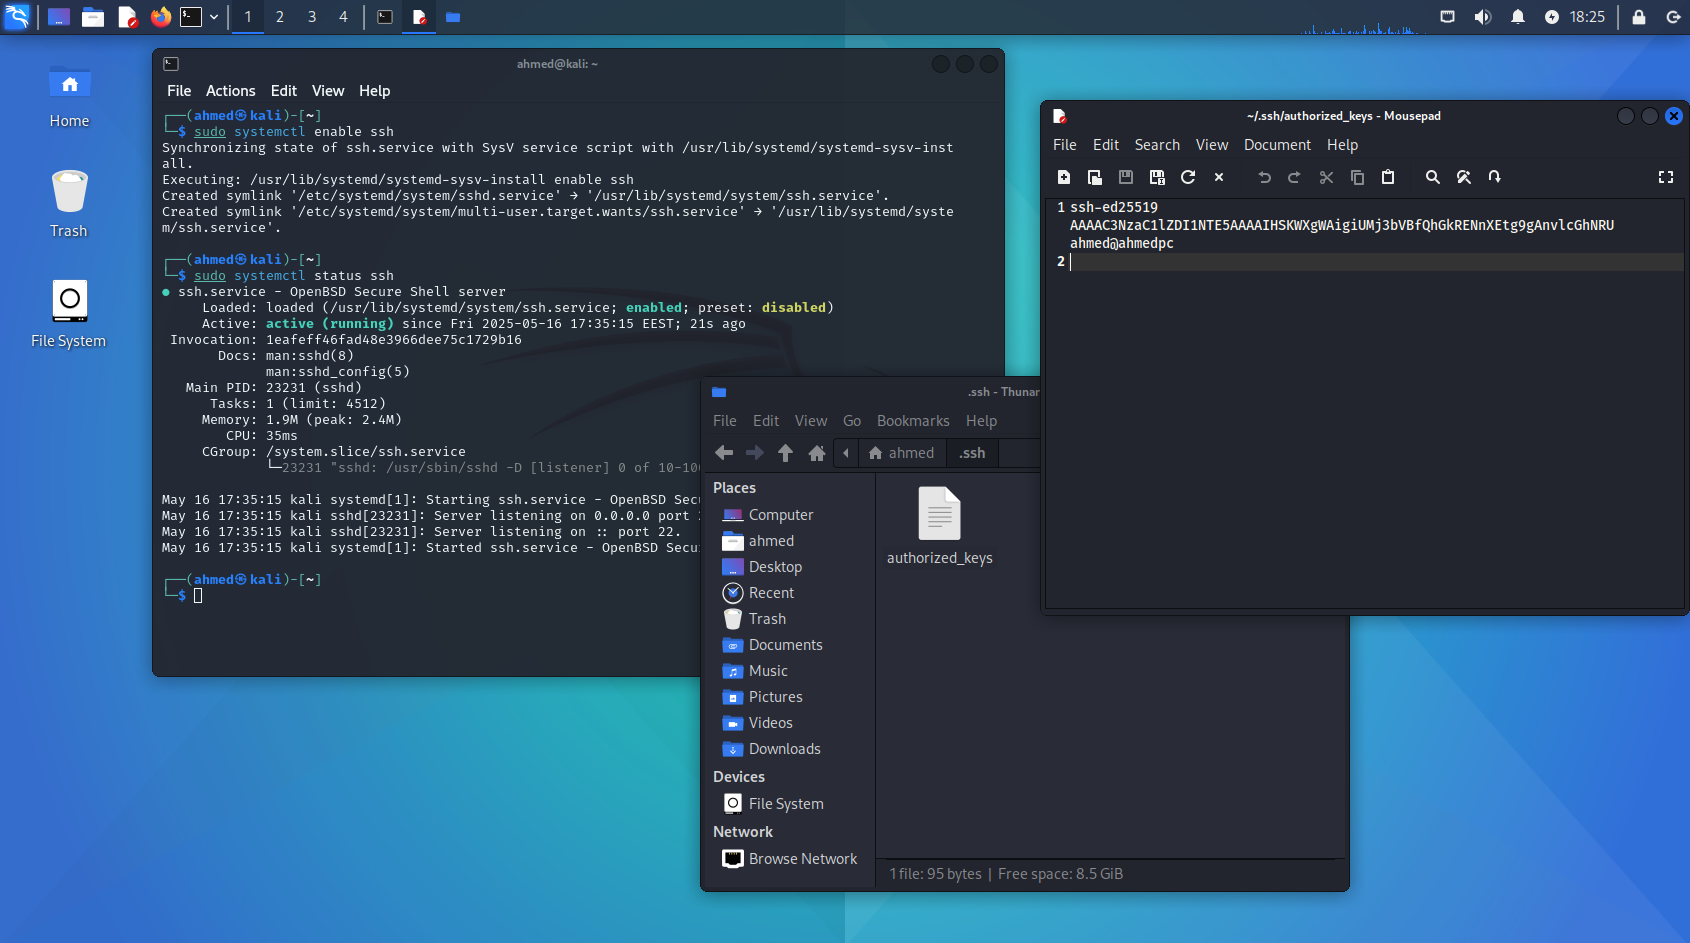 1 2 3 4 18:25
Home
Trash
File System
ahmed@kali: ~
File Actions Edit View Help
┌──(ahmed㉿kali)-[~]
└─$ sudo systemctl enable ssh
Synchronizing state of ssh.service with SysV service script with /usr/lib/systemd/systemd-sysv-inst
all.
Executing: /usr/lib/systemd/systemd-sysv-install enable ssh
Created symlink '/etc/systemd/system/sshd.service' → '/usr/lib/systemd/system/ssh.service'.
Created symlink '/etc/systemd/system/multi-user.target.wants/ssh.service' → '/usr/lib/systemd/syste
m/ssh.service'.
┌──(ahmed㉿kali)-[~]
└─$ sudo systemctl status ssh
● ssh.service - OpenBSD Secure Shell server
Loaded: loaded (/usr/lib/systemd/system/ssh.service; enabled; preset: disabled)
Active: active (running) since Fri 2025-05-16 17:35:15 EEST; 21s ago
Invocation: 1eafeff46fad48e3966dee75c1729b16
Docs: man:sshd(8)
man:sshd_config(5)
Main PID: 23231 (sshd)
Tasks: 1 (limit: 4512)
Memory: 1.9M (peak: 2.4M)
CPU: 35ms
CGroup: /system.slice/ssh.service
└─23231 "sshd: /usr/sbin/sshd -D [listener] 0 of 10-10
May 16 17:35:15 kali systemd[1]: Starting ssh.service - OpenBSD Secu
May 16 17:35:15 kali sshd[23231]: Server listening on 0.0.0.0 port
May 16 17:35:15 kali sshd[23231]: Server listening on :: port 22.
May 16 17:35:15 kali systemd[1]: Started ssh.service - OpenBSD Secu
┌──(ahmed㉿kali)-[~]
└─$
.ssh - Thunar
File Edit View Go Bookmarks Help
ahmed .ssh
Places
Computer
ahmed
Desktop
Recent
Trash
Documents
Music
Pictures
Videos
Downloads
Devices
File System
Network
Browse Network
authorized_keys
1 file: 95 bytes | Free space: 8.5 GiB
~/.ssh/authorized_keys - Mousepad
File Edit Search View Document Help
1 ssh-ed25519
AAAAC3NzaC1lZDI1NTE5AAAAIHSKWXgWAigiUMj3bVBfQhGkRENnXEtg9gAnvlcGhNRU
ahmed@ahmedpc
2